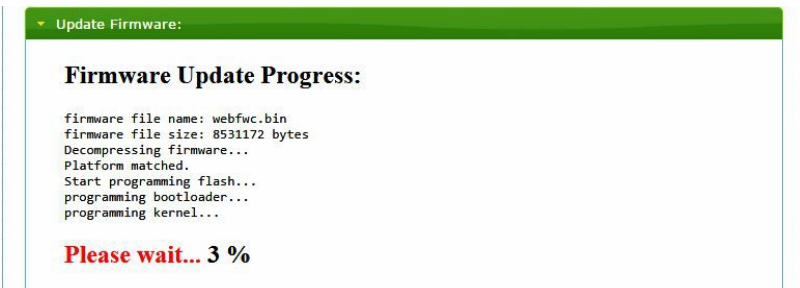 Update Firmware:
Firmware Update Progress:
firmware file name: webfwc.bin
firmware file size: 8531172 bytes
Decompressing firmware...
Platform matched.
Start programming flash...
programming bootloader...
programming kernel...
Please wait... 3 %